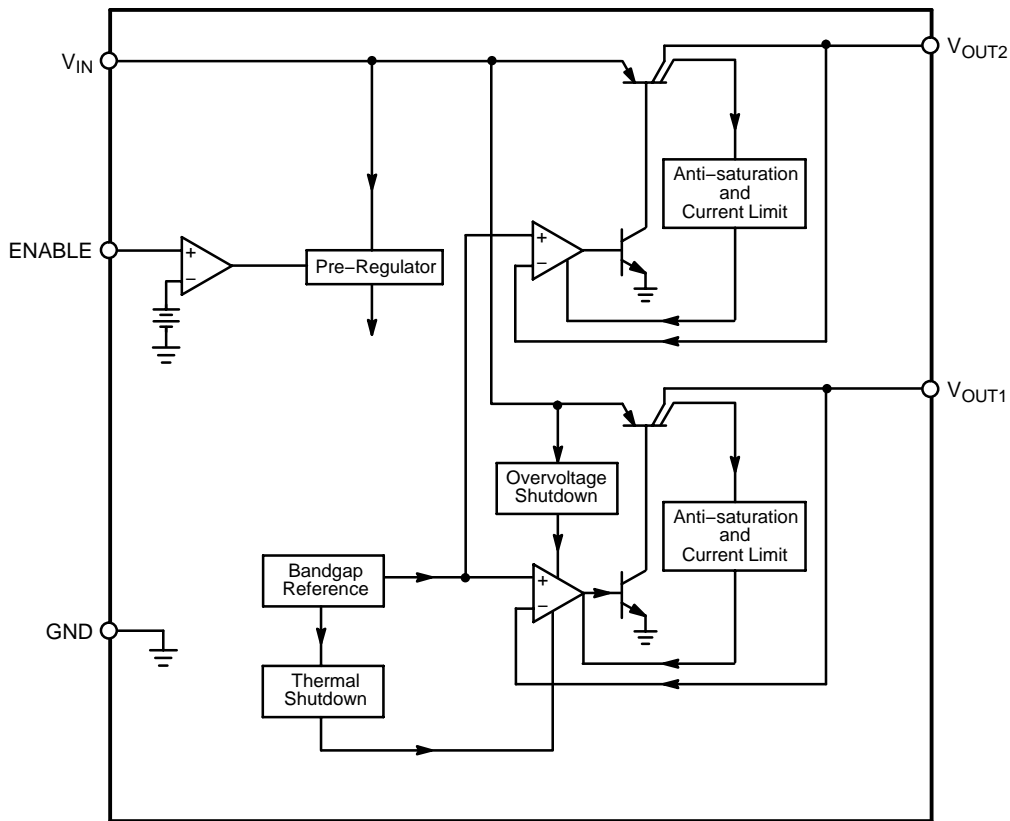 VIN
VOUT2
Anti−saturation
and
Current Limit
ENABLE
+
−
Pre−Regulator
+
−
VOUT1
Overvoltage
Shutdown
Anti−saturation
and
Current Limit
Bandgap
Reference
+
−
GND
Thermal
Shutdown